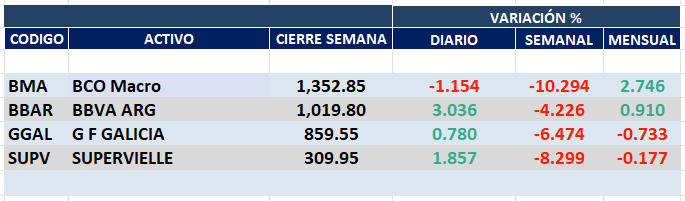 VARIACIÓN %
CODIGO ACTIVO CIERRE SEMANA DIARIO SEMANAL MENSUAL
BMA BCO Macro 1,352.85 -1.154 -10.294 2.746
BBAR BBVA ARG 1,019.80 3.036 -4.226 0.910
GGAL G F GALICIA 859.55 0.780 -6.474 -0.733
SUPV SUPERVIELLE 309.95 1.857 -8.299 -0.177